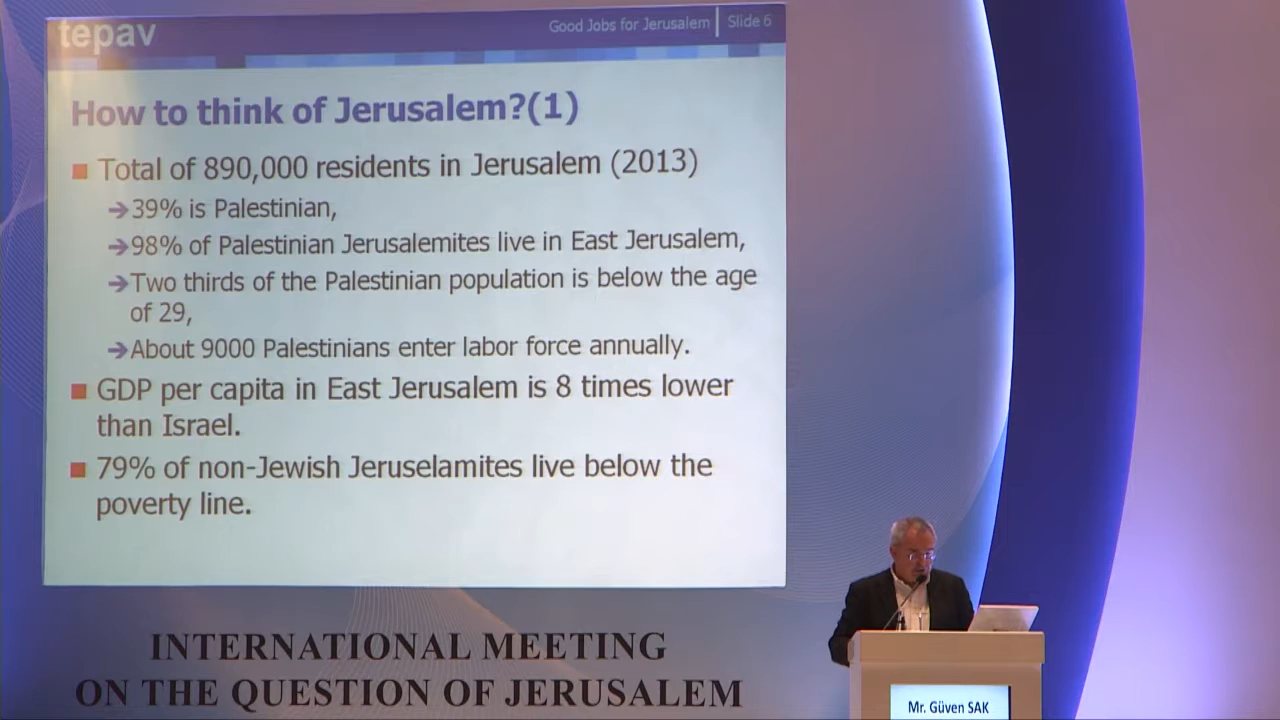 tepav
Good Jobs for Jerusalem | Slide 6
How to think of Jerusalem?(1)
■ Total of 890,000 residents in Jerusalem (2013)
→39% is Palestinian,
→98% of Palestinian Jerusalemites live in East Jerusalem,
→Two thirds of the Palestinian population is below the age
of 29,
→About 9000 Palestinians enter labor force annually.
■ GDP per capita in East Jerusalem is 8 times lower
than Israel.
■ 79% of non-Jewish Jeruselamites live below the
poverty line.
INTERNATIONAL MEETING
ON THE QUESTION OF JERUSALEM
Mr. Güven SAK